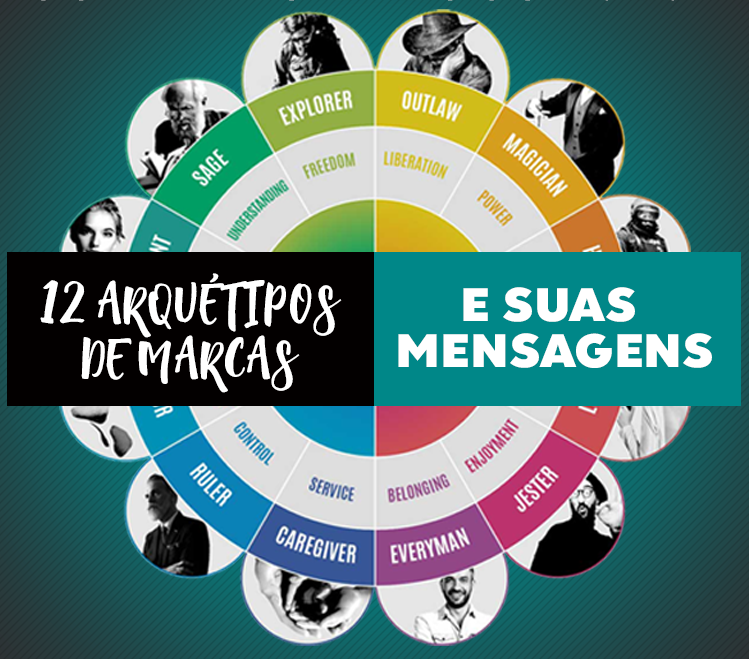 EXPLORER
OUTLAW
SAGE
MAGICIAN
FREEDOM
LIBERATION
UNDERSTANDING
POWER
12 ARQUÉTIPOS
DE MARCAS
E SUAS
MENSAGENS
CONTROL
ENJOYMENT
RULER
SERVICE
BELONGING
JESTER
CAREGIVER
EVERYMAN